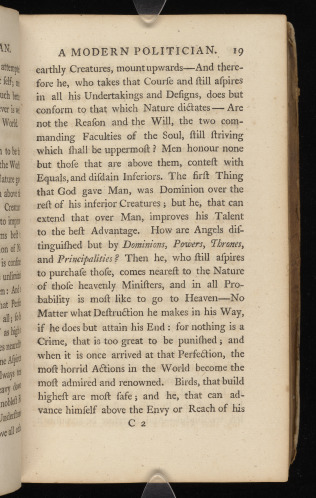 A MODERN POLITICIAN. 19
earthly Creatures, mount upwards—And there-
fore he, who takes that Courſe and ſtill aſpires
in all his Undertakings and Deſigns, does but
conform to that which Nature dictates — Are
not the Reaſon and the Will, the two com-
manding Faculties of the Soul, ſtill ſtriving
which ſhall be uppermoſt? Men honour none
but thoſe that are above them, conteſt with
Equals, and diſdain Inferiors. The firſt Thing
that God gave Man, was Dominion over the
reſt of his inferior Creatures; but he, that can
extend that over Man, improves his Talent
to the beſt Advantage. How are Angels diſ-
tinguiſhed but by Dominions, Powers, Thrones,
and Principalities? Then he, who ſtill aſpires
to purchaſe thoſe, comes neareſt to the Nature
of thoſe heavenly Miniſters, and in all Pro-
bability is moſt like to go to Heaven—No
Matter what Deſtruction he makes in his Way,
if he does but attain his End: for nothing is a
Crime, that is too great to be puniſhed; and
when it is once arrived at that Perfection, the
moſt horrid Actions in the World become the
moſt admired and renowned. Birds, that build
higheſt are moſt ſafe; and he, that can ad-
vance himſelf above the Envy or Reach of his
C 2